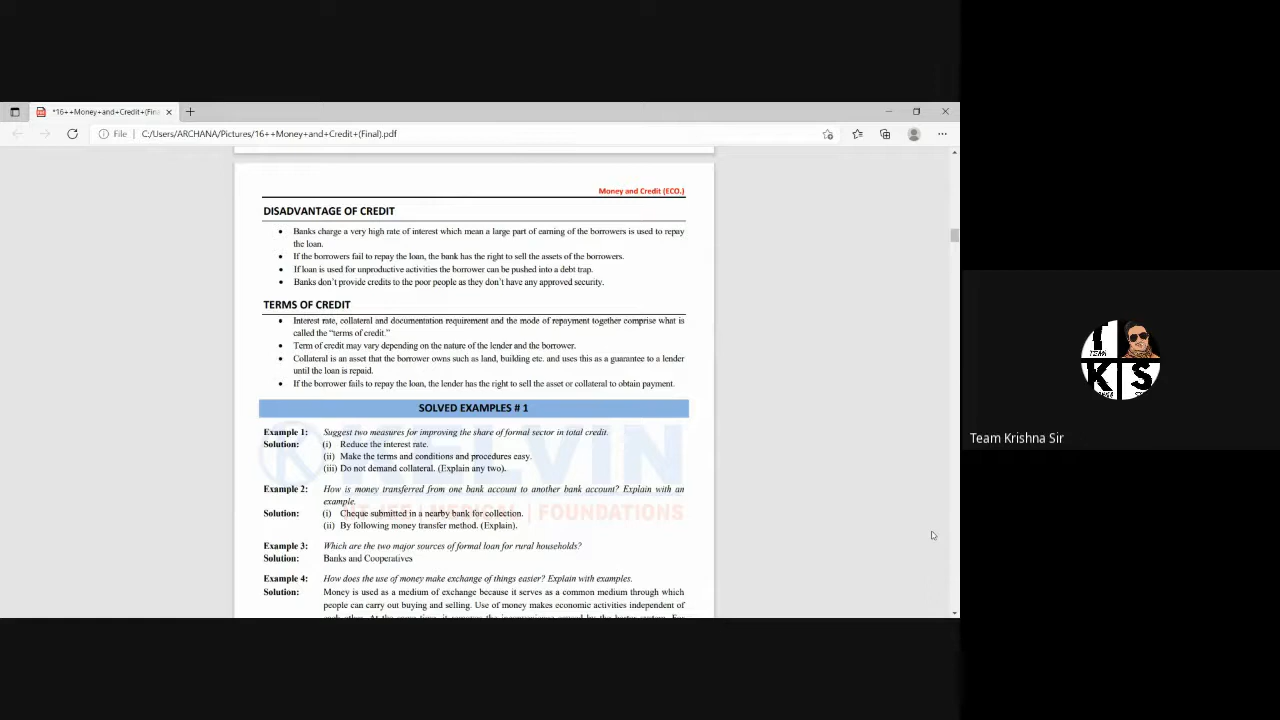 *16++Money+and+Credit+(Fina
File
C:/Users/ARCHANA/Pictures/16++Money+and+Credit+(Final).pdf
Money and Credit (ECO.)
DISADVANTAGE OF CREDIT
• Banks charge a very high rate of interest which mean a large part of earning of the borrowers is used to repay
the loan.
• If the borrowers fail to repay the loan, the bank has the right to sell the assets of the borrowers.
• If loan is used for unproductive activities the borrower can be pushed into a debt trap.
• Banks don't provide credits to the poor people as they don't have any approved security.
TERMS OF CREDIT
• Interest rate, collateral and documentation requirement and the mode of repayment together comprise what is
called the "terms of credit."
• Term of credit may vary depending on the nature of the lender and the borrower.
• Collateral is an asset that the borrower owns such as land, building etc. and uses this as a guarantee to a lender
until the loan is repaid.
• If the borrower fails to repay the loan, the lender has the right to sell the asset or collateral to obtain payment.
SOLVED EXAMPLES # 1
KELVIN
Example 1: Suggest two measures for improving the share of formal sector in total credit.
Solution: (i) Reduce the interest rate.
(ii) Make the terms and conditions and procedures easy.
(iii) Do not demand collateral. (Explain any two).
Example 2: How is money transferred from one bank account to another bank account? Explain with an
example.
| FOUNDATIONS
Solution: (i) Cheque submitted in a nearby bank for collection.
(ii) By following money transfer method. (Explain).
Example 3: Which are the two major sources of formal loan for rural households?
Solution: Banks and Cooperatives
Example 4: How does the use of money make exchange of things easier? Explain with examples.
Solution: Money is used as a medium of exchange because it serves as a common medium through which
people can carry out buying and selling. Use of money makes economic activities independent of
TEAM
K S
Team Krishna Sir